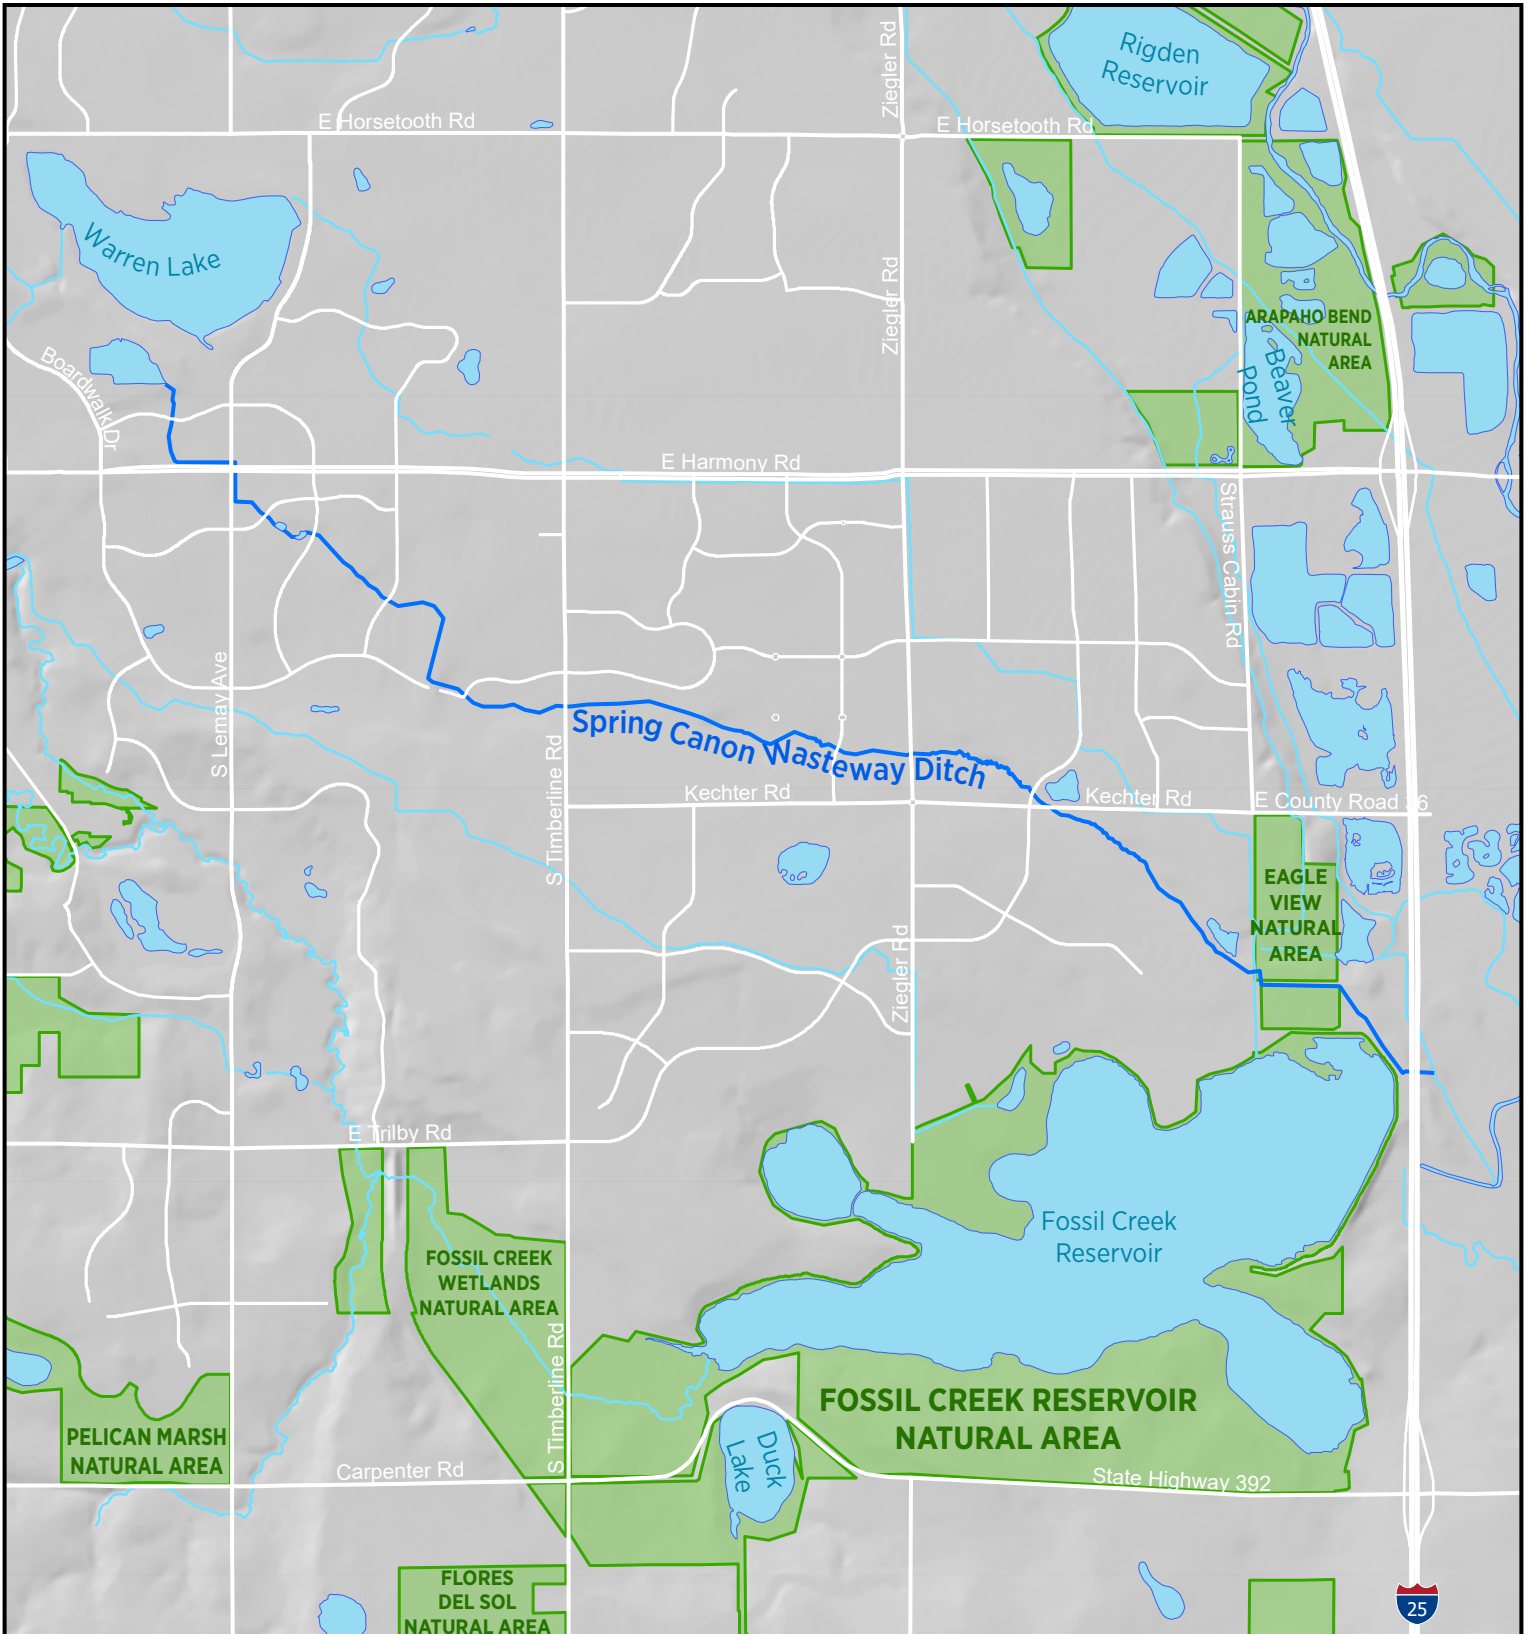 Rigden
Reservoir
Ziegler Rd
E Horsetooth Rd
E Horsetooth Rd
Warren Lake
Ziegler Rd
ARAPAHO BEND
NATURAL
AREA
Beaver
Pond
Boardwalk Dr
E Harmony Rd
Strauss Cabin Rd
S Lemay Ave
Spring Canon Wasteway Ditch
S Timberline Rd
Kechter Rd
Kechter Rd
E County Road 36
EAGLE
VIEW
NATURAL
AREA
Ziegler Rd
E Trilby Rd
Fossil Creek
Reservoir
FOSSIL CREEK
WETLANDS
NATURAL AREA
S Timberline Rd
FOSSIL CREEK RESERVOIR
NATURAL AREA
PELICAN MARSH
NATURAL AREA
Duck
Lake
Carpenter Rd
State Highway 392
FLORES
DEL SOL
NATURAL AREA
25